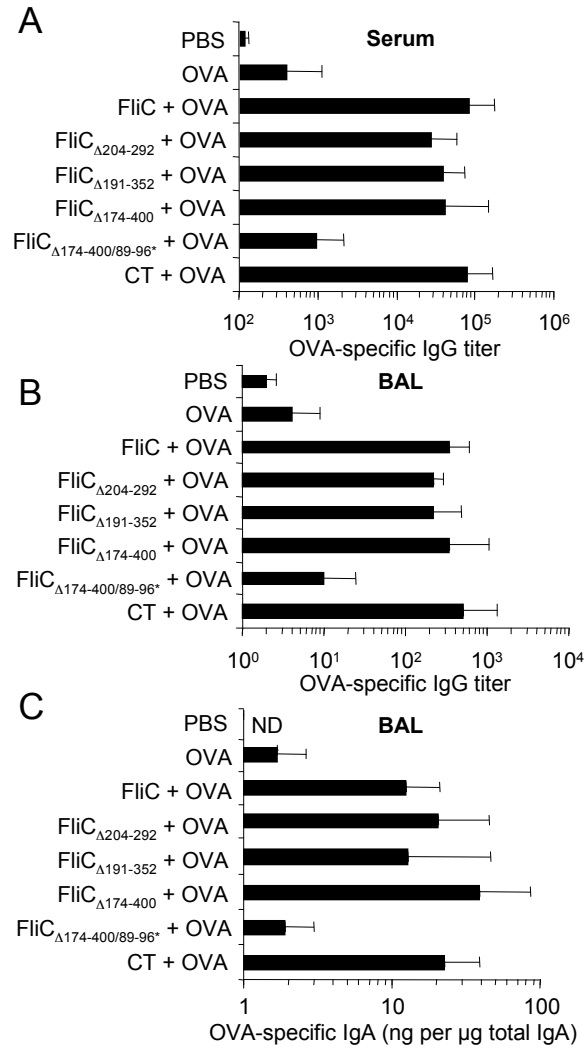 A
PBS Serum
OVA
FliC + OVA
FliCΔ204-292 + OVA
FliCΔ191-352 + OVA
FliCΔ174-400 + OVA
FliCΔ174-400/89-96* + OVA
CT + OVA
10² 10³ 10⁴ 10⁵ 10⁶
OVA-specific IgG titer
B
PBS BAL
OVA
FliC + OVA
FliCΔ204-292 + OVA
FliCΔ191-352 + OVA
FliCΔ174-400 + OVA
FliCΔ174-400/89-96* + OVA
CT + OVA
10⁰ 10¹ 10² 10³ 10⁴
OVA-specific IgG titer
C
PBS ND BAL
OVA
FliC + OVA
FliCΔ204-292 + OVA
FliCΔ191-352 + OVA
FliCΔ174-400 + OVA
FliCΔ174-400/89-96* + OVA
CT + OVA
1 10 100
OVA-specific IgA (ng per µg total IgA)